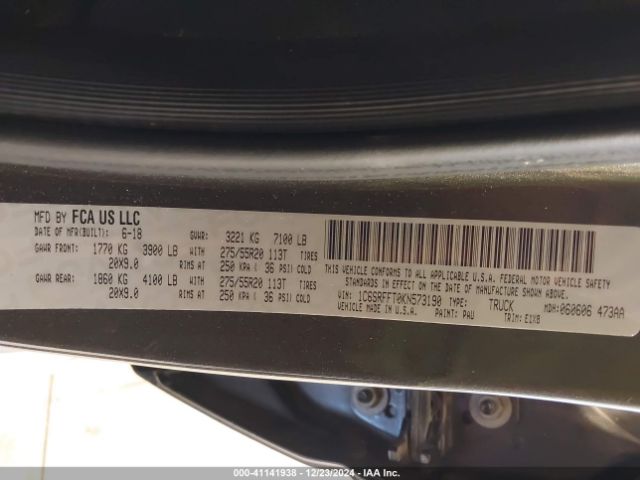 MFD BY FCA US LLC
DATE OF MFR(BUILT): 6-18 GVWR: 3221 KG 7100 LB
GAWR FRONT: 1770 KG 3900 LB WITH 275/55R20 113T TIRES
20X9.0 RIMS AT 250 KPA ( 36 PSI) COLD
GAWR REAR: 1860 KG 4100 LB WITH 275/55R20 113T TIRES
20X9.0 RIMS AT 250 KPA ( 36 PSI) COLD
THIS VEHICLE CONFORMS TO ALL APPLICABLE U.S.A. FEDERAL MOTOR VEHICLE SAFETY
STANDARDS IN EFFECT ON THE DATE OF MANUFACTURE SHOWN ABOVE.
VIN: 1C6SRFFT0KN573190 TYPE: TRUCK MDH:060606 473AA
VEHICLE MADE IN U.S.A. PAINT: PAU TRIM: E1X8
000-41141938 - 12/23/2024 - IAA Inc.